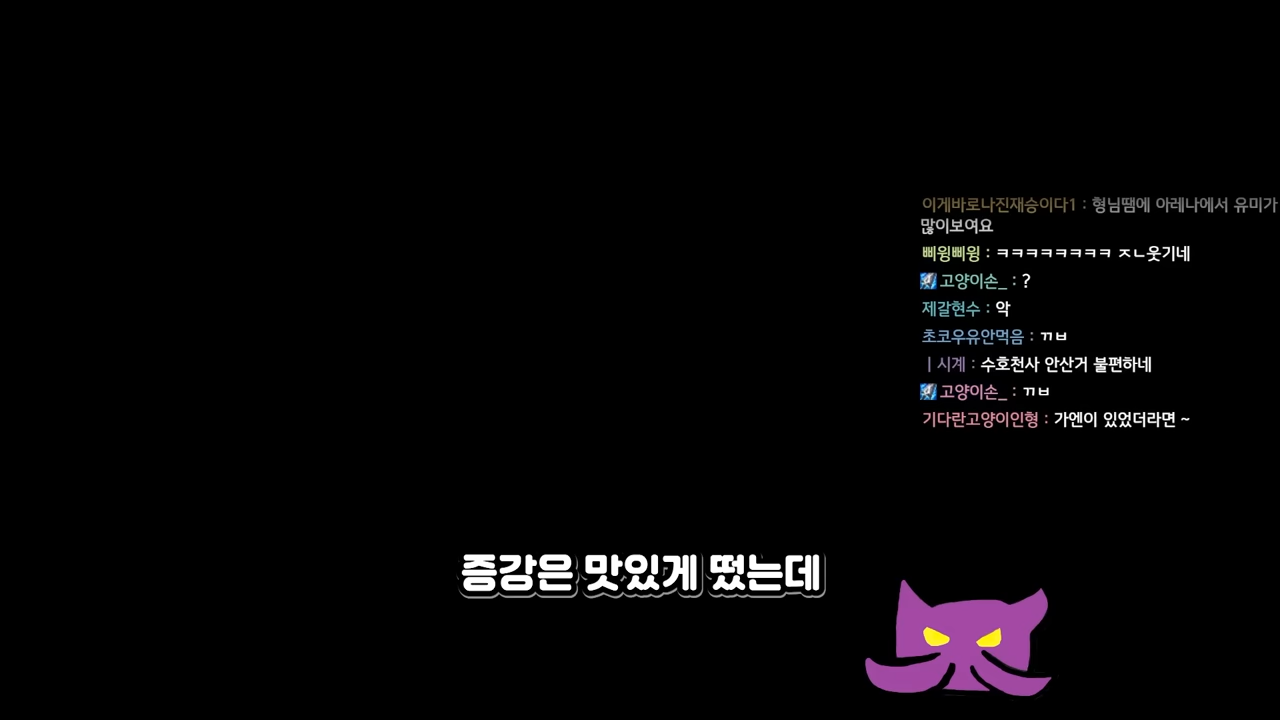 이게바로나진재승이다1 : 형님땜에 아레나에서 유미가
많이보여요
삐윙삐윙 : ㅋㅋㅋㅋㅋㅋㅋㅋ ㅈㄴ웃기네
고양이손_ : ?
제갈현수 : 악
초코우유안먹음 : ㄲㅂ
ㅣ시계 : 수호천사 안산거 불편하네
고양이손_ : ㄲㅂ
기다란고양이인형 : 가엔이 있었더라면 ~
증강은 맛있게 떴는데